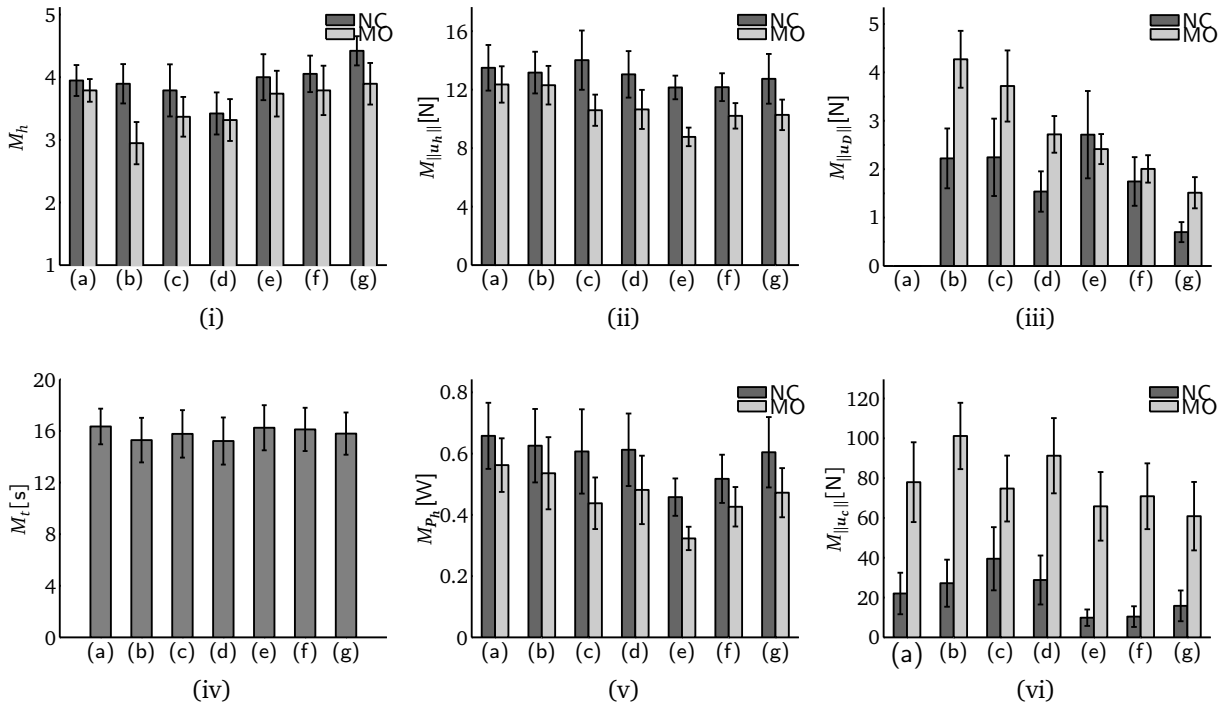 5
4
3
2
1
M_h
NC
MO
(a) (b) (c) (d) (e) (f) (g)
(i)
16
12
8
4
0
M_{||u_h||}[N]
NC
MO
(a) (b) (c) (d) (e) (f) (g)
(ii)
5
4
3
2
1
0
M_{||u_D||}[N]
NC
MO
(a) (b) (c) (d) (e) (f) (g)
(iii)
20
16
12
8
4
0
M_t[s]
(a) (b) (c) (d) (e) (f) (g)
(iv)
0.8
0.6
0.4
0.2
0
M_{P_h}[W]
NC
MO
(a) (b) (c) (d) (e) (f) (g)
(v)
120
100
80
60
40
20
0
M_{||u_c||}[N]
NC
MO
(a) (b) (c) (d) (e) (f) (g)
(vi)